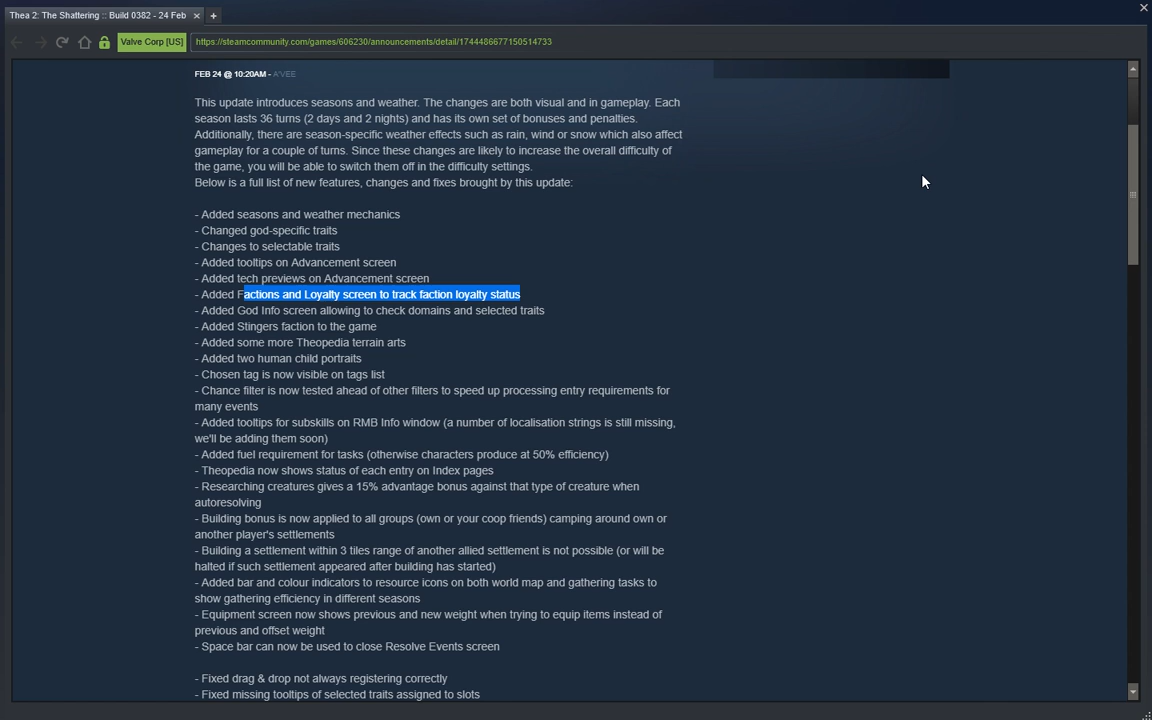 Thea 2: The Shattering :: Build 0382 - 24 Feb
Valve Corp [US]
https://steamcommunity.com/games/606230/announcements/detail/1744486677150514733
FEB 24 @ 10:20AM - A'VEE
This update introduces seasons and weather. The changes are both visual and in gameplay. Each
season lasts 36 turns (2 days and 2 nights) and has its own set of bonuses and penalties.
Additionally, there are season-specific weather effects such as rain, wind or snow which also affect
gameplay for a couple of turns. Since these changes are likely to increase the overall difficulty of
the game, you will be able to switch them off in the difficulty settings.
Below is a full list of new features, changes and fixes brought by this update:
- Added seasons and weather mechanics
- Changed god-specific traits
- Changes to selectable traits
- Added tooltips on Advancement screen
- Added tech previews on Advancement screen
- Added Factions and Loyalty screen to track faction loyalty status
- Added God Info screen allowing to check domains and selected traits
- Added Stingers faction to the game
- Added some more Theopedia terrain arts
- Added two human child portraits
- Chosen tag is now visible on tags list
- Chance filter is now tested ahead of other filters to speed up processing entry requirements for
many events
- Added tooltips for subskills on RMB Info window (a number of localisation strings is still missing,
we'll be adding them soon)
- Added fuel requirement for tasks (otherwise characters produce at 50% efficiency)
- Theopedia now shows status of each entry on Index pages
- Researching creatures gives a 15% advantage bonus against that type of creature when
autoresolving
- Building bonus is now applied to all groups (own or your coop friends) camping around own or
another player's settlements
- Building a settlement within 3 tiles range of another allied settlement is not possible (or will be
halted if such settlement appeared after building has started)
- Added bar and colour indicators to resource icons on both world map and gathering tasks to
show gathering efficiency in different seasons
- Equipment screen now shows previous and new weight when trying to equip items instead of
previous and offset weight
- Space bar can now be used to close Resolve Events screen
- Fixed drag & drop not always registering correctly
- Fixed missing tooltips of selected traits assigned to slots